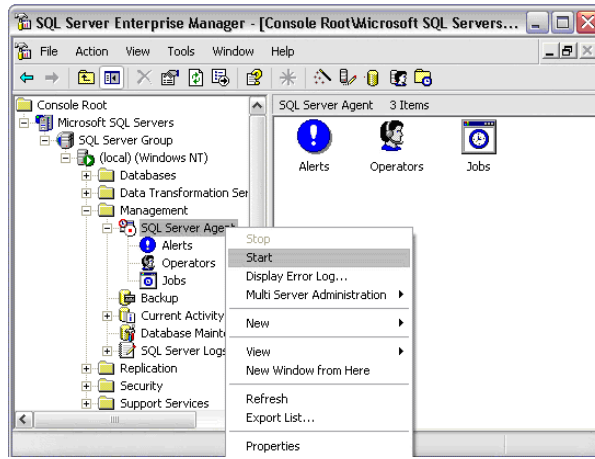 SQL Server Enterprise Manager - [Console Root\Microsoft SQL Servers...
File Action View Tools Window Help
Console Root
Microsoft SQL Servers
SQL Server Group
(local) (Windows NT)
Databases
Data Transformation Ser
Management
SQL Server Agent
Alerts
Operators
Jobs
Backup
Current Activity
Database Maint
SQL Server Logs
Replication
Security
Support Services
SQL Server Agent 3 Items
Alerts Operators Jobs
Stop
Start
Display Error Log...
Multi Server Administration
New
View
New Window from Here
Refresh
Export List...
Properties